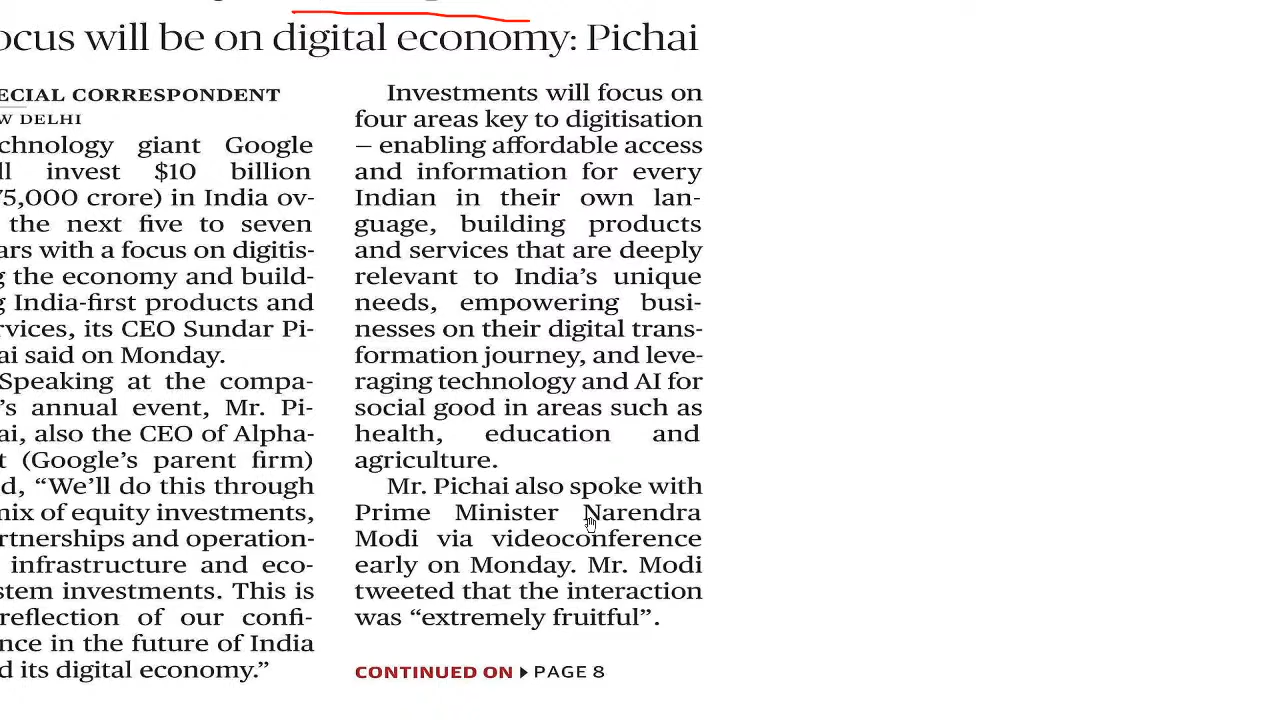 ocus will be on digital economy: Pichai
ECIAL CORRESPONDENT
W DELHI
chnology giant Google
ll invest $10 billion
75,000 crore) in India ov-
the next five to seven
ars with a focus on digitis-
g the economy and build-
g India-first products and
rvices, its CEO Sundar Pi-
ai said on Monday.
Speaking at the compa-
's annual event, Mr. Pi-
ai, also the CEO of Alpha-
t (Google's parent firm)
d, “We'll do this through
mix of equity investments,
rtnerships and operation-
infrastructure and eco-
stem investments. This is
reflection of our confi-
nce in the future of India
d its digital economy.”
Investments will focus on
four areas key to digitisation
– enabling affordable access
and information for every
Indian in their own lan-
guage, building products
and services that are deeply
relevant to India's unique
needs, empowering busi-
nesses on their digital trans-
formation journey, and leve-
raging technology and AI for
social good in areas such as
health, education and
agriculture.
Mr. Pichai also spoke with
Prime Minister Narendra
Modi via videoconference
early on Monday. Mr. Modi
tweeted that the interaction
was “extremely fruitful”.
CONTINUED ON ▸ PAGE 8